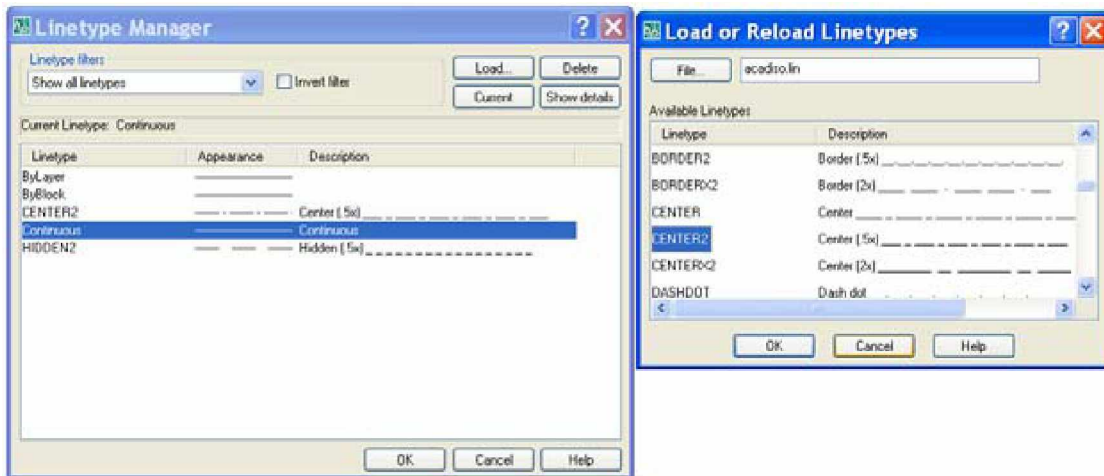 Linetype Manager
Linetype filters
Show all linetypes
Invert filter
Load...
Delete
Current
Show details
Current Linetype: Continuous
Linetype Appearance Description
ByLayer
ByBlock
CENTER2 Center (.5x)
Continuous Continuous
HIDDEN2 Hidden (.5x)
OK Cancel Help
Load or Reload Linetypes
File... acadiso.lin
Available Linetypes
Linetype Description
BORDER2 Border (.5x)
BORDERX2 Border (2x)
CENTER Center
CENTER2 Center (.5x)
CENTERX2 Center (2x)
DASHDOT Dash dot
OK Cancel Help